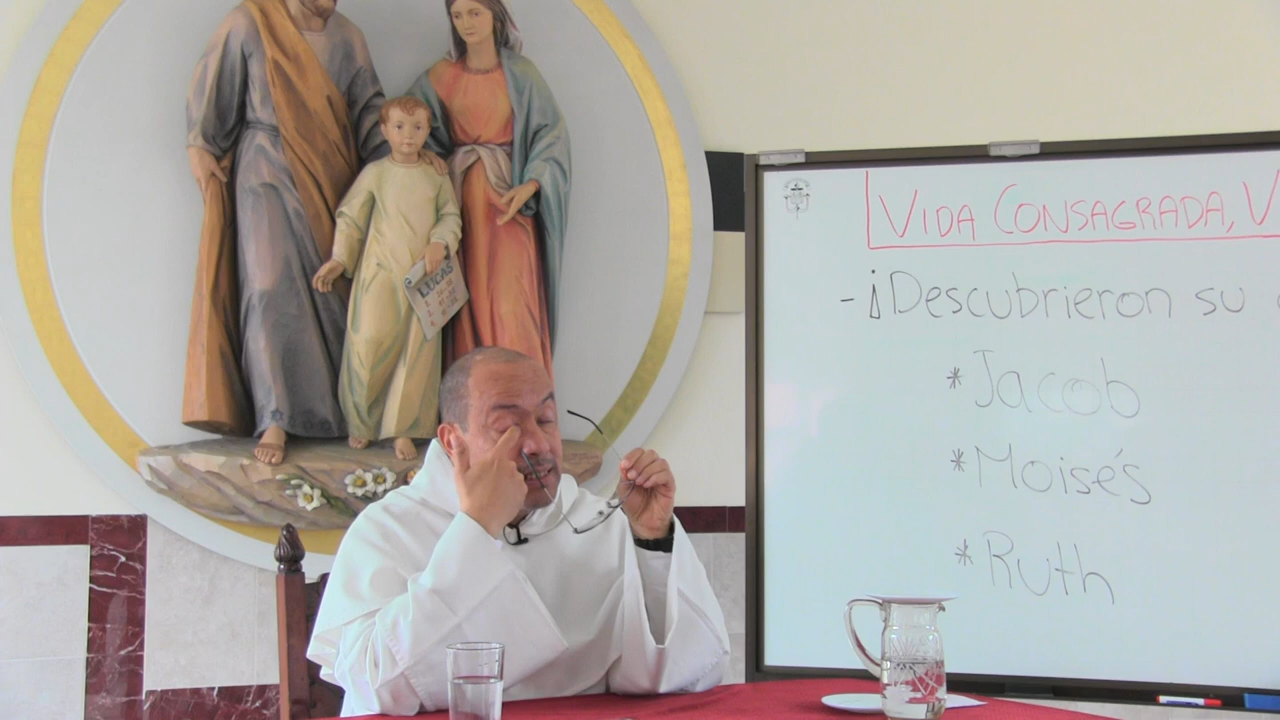 VIDA CONSAGRADA, V
- ¡Descubrieron su
* Jacob
* Moisés
* Ruth
LUCAS